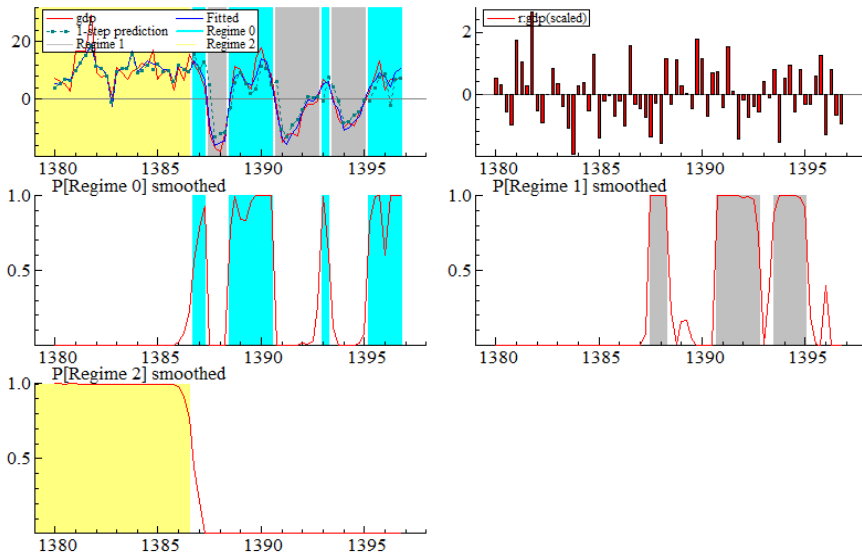 gdp
Fitted
1-step prediction
Regime 0
Regime 1
Regime 2
20
0
1380 1385 1390 1395
r:gdp(scaled)
2
0
1380 1385 1390 1395
P[Regime 0] smoothed
1.0
0.5
1380 1385 1390 1395
P[Regime 1] smoothed
1.0
0.5
1380 1385 1390 1395
P[Regime 2] smoothed
1.0
0.5
1380 1385 1390 1395